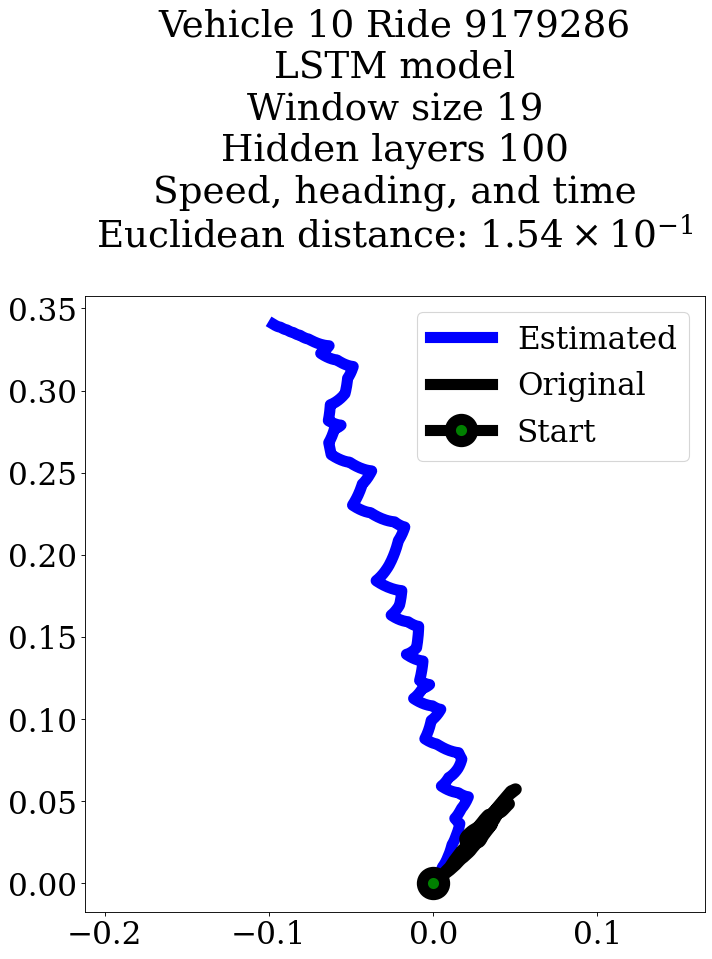 Vehicle 10 Ride 9179286
LSTM model
Window size 19
Hidden layers 100
Speed, heading, and time
Euclidean distance: 1.54 × 10⁻¹
Estimated
Original
Start
0.35
0.30
0.25
0.20
0.15
0.10
0.05
0.00
−0.2 −0.1 0.0 0.1